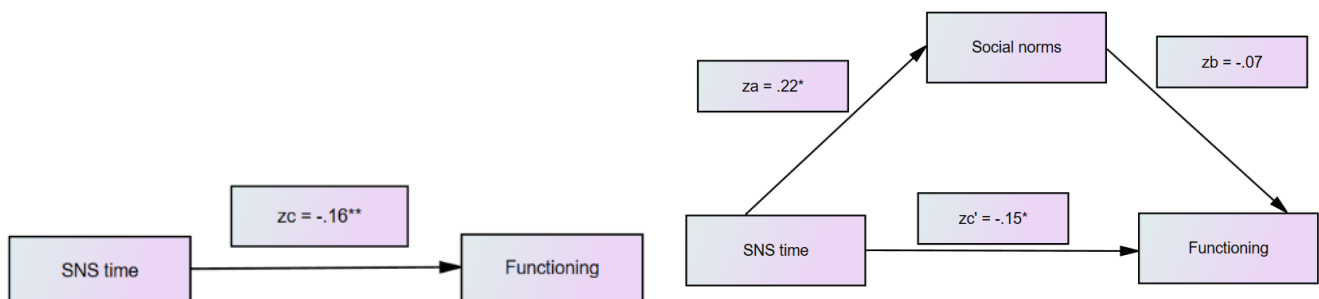 zc = -.16**
SNS time
Functioning
Social norms
za = .22*
zb = -.07
zc' = -.15*
SNS time
Functioning